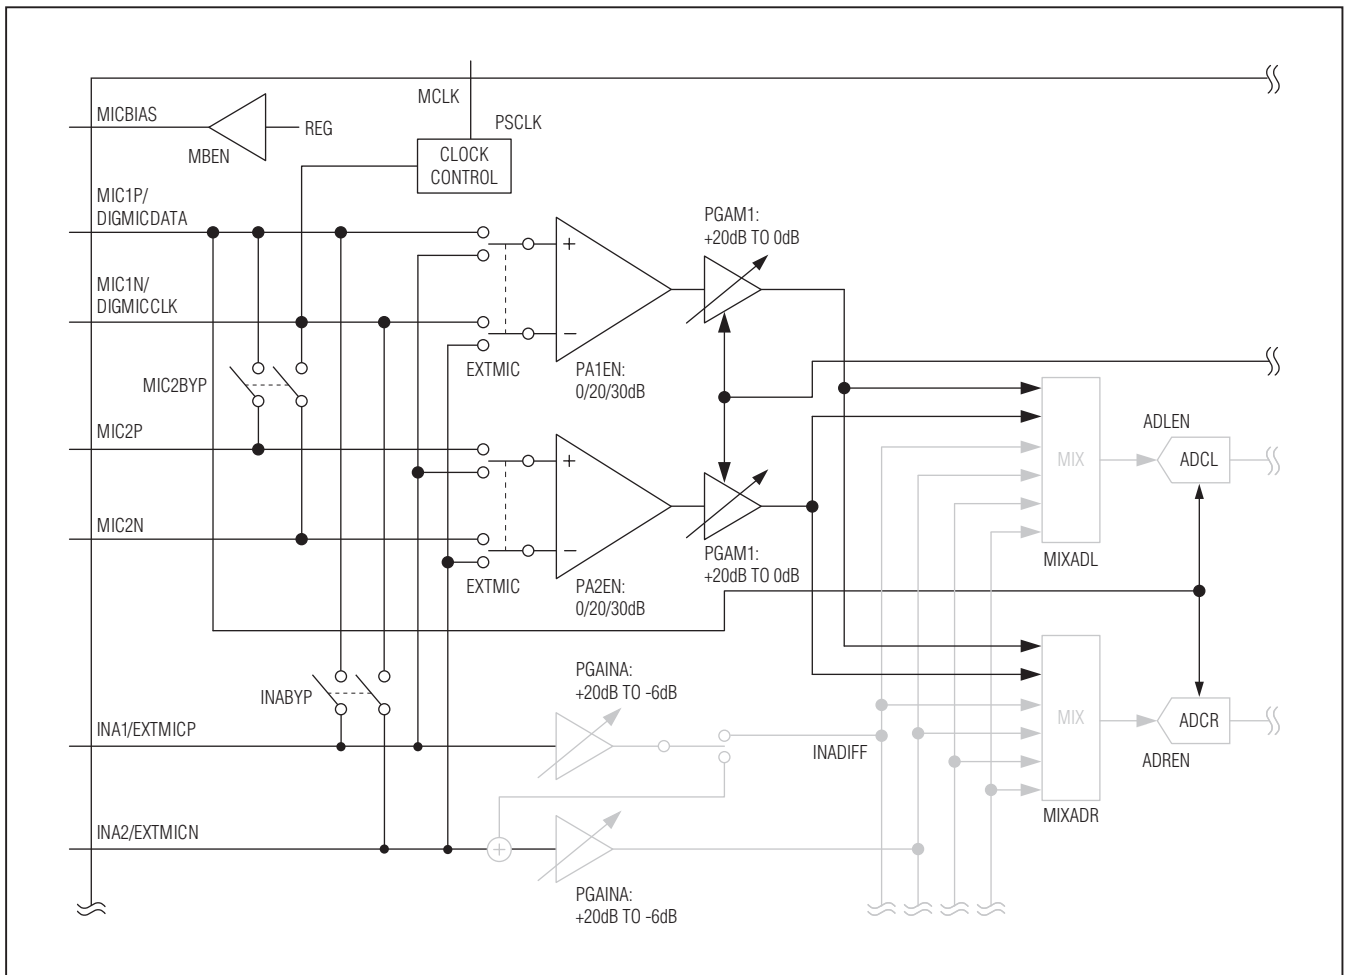 MCLK
MICBIAS
REG
PSCLK
MBEN
CLOCK
CONTROL
MIC1P/
DIGMICDATA
PGAM1:
+20dB TO 0dB
+
MIC1N/
DIGMICCLK
−
EXTMIC
PA1EN:
0/20/30dB
MIC2BYP
MIC2P
ADLEN
+
MIX
ADCL
MIC2N
−
PGAM1:
+20dB TO 0dB
MIXADL
EXTMIC
PA2EN:
0/20/30dB
PGAINA:
+20dB TO -6dB
INABYP
MIX
ADCR
INA1/EXTMICP
INADIFF
ADREN
MIXADR
INA2/EXTMICN
+
PGAINA:
+20dB TO -6dB